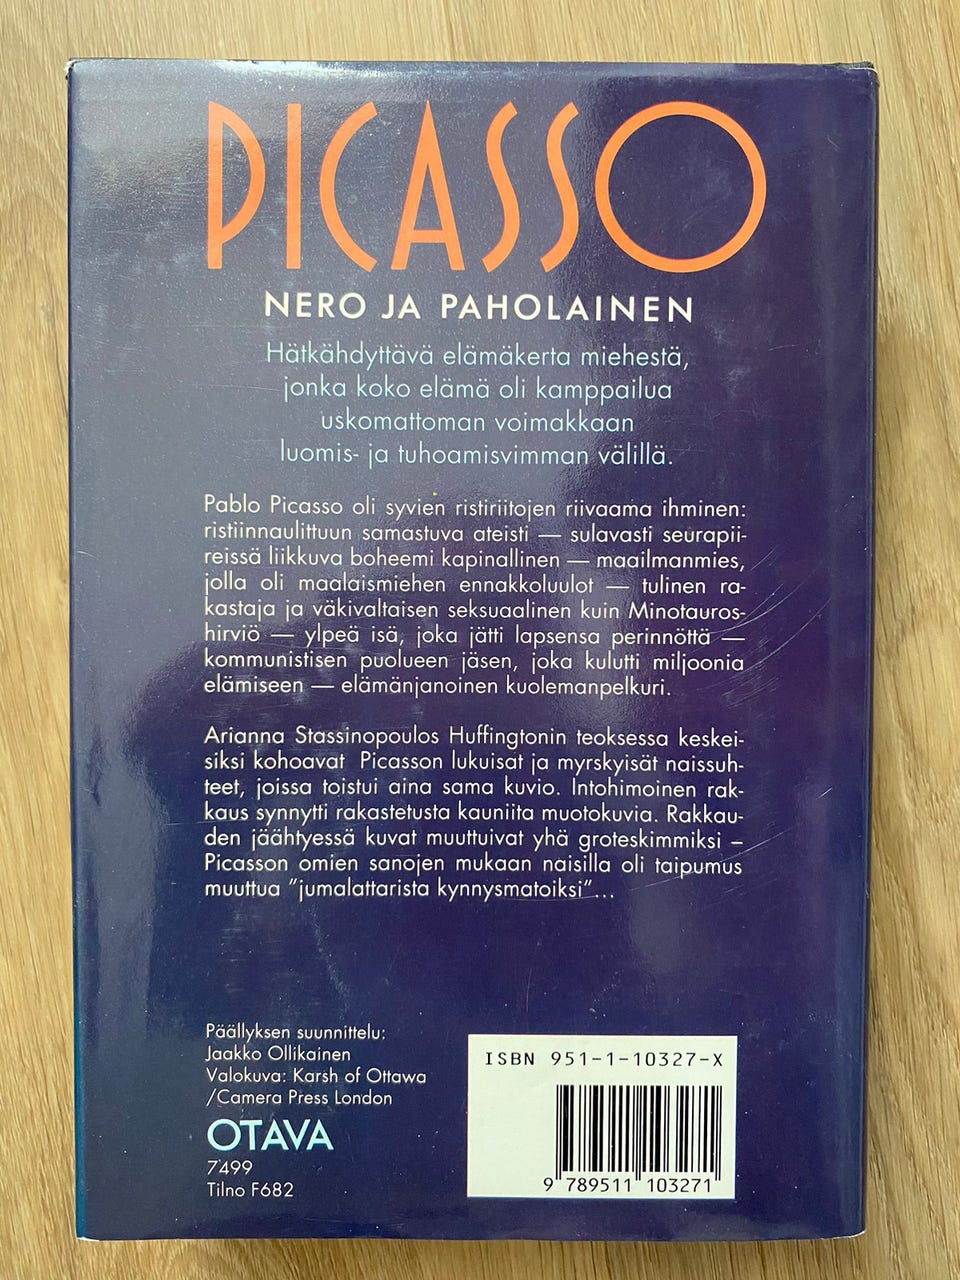 PICASSO
NERO JA PAHOLAINEN
Hätkähdyttävä elämäkerta miehestä,
jonka koko elämä oli kamppailua
uskomattoman voimakkaan
luomis- ja tuhoamisvimman välillä.
Pablo Picasso oli syvien ristiriitojen riivaama ihminen:
ristiinnaulittuun samastuva ateisti — sulavasti seurapii-
reissä liikkuva boheemi kapinallinen — maailmanmies,
jolla oli maalaismiehen ennakkoluulot — tulinen ra-
kastaja ja väkivaltaisen seksuaalinen kuin Minotauros-
hirviö — ylpeä isä, joka jätti lapsensa perinnöttä —
kommunistisen puolueen jäsen, joka kulutti miljoonia
elämiseen — elämänjanoinen kuolemanpelkuri.
Arianna Stassinopoulos Huffingtonin teoksessa keskei-
siksi kohoavat Picasson lukuisat ja myrskyisät naissuh-
teet, joissa toistui aina sama kuvio. Intohimoinen rak-
kaus synnytti rakastetusta kauniita muotokuvia. Rakkau-
den jäähtyessä kuvat muuttuivat yhä groteskimmiksi –
Picasson omien sanojen mukaan naisilla oli taipumus
muuttua ”jumalattarista kynnysmatoiksi”...
Päällyksen suunnittelu:
Jaakko Ollikainen
Valokuva: Karsh of Ottawa
/Camera Press London
OTAVA
7499
Tilno F682
ISBN 951-1-10327-X
9 789511 103271